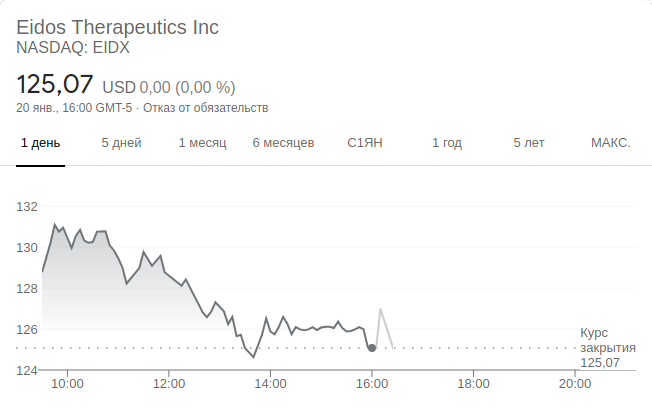 Eidos Therapeutics Inc
NASDAQ: EIDX
125,07 USD 0,00 (0,00 %)
20 янв., 16:00 GMT-5 · Отказ от обязательств
1 день 5 дней 1 месяц 6 месяцев С1ЯН 1 год 5 лет МАКС.
132
130
128
126
124
Курс
закрытия
125,07
10:00 12:00 14:00 16:00 18:00 20:00